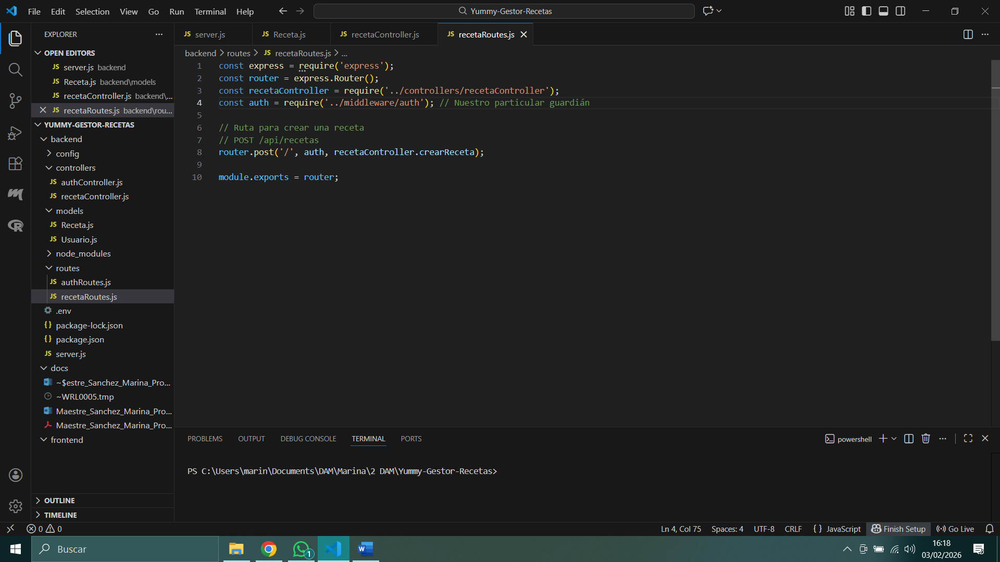 File Edit Selection View Go Run Terminal Help
Yummy-Gestor-Recetas
EXPLORER
OPEN EDITORS
JS server.js backend
JS Receta.js backend\models
JS recetaController.js backend\...
JS recetaRoutes.js backend\rou...
YUMMY-GESTOR-RECETAS
backend
config
controllers
JS authController.js
JS recetaController.js
models
JS Receta.js
JS Usuario.js
node_modules
routes
JS authRoutes.js
JS recetaRoutes.js
.env
{} package-lock.json
{} package.json
JS server.js
docs
~$estre_Sanchez_Marina_Pro...
~WRL0005.tmp
Maestre_Sanchez_Marina_Pro...
Maestre_Sanchez_Marina_Pro...
frontend
OUTLINE
TIMELINE
JS server.js JS Receta.js JS recetaController.js JS recetaRoutes.js
backend > routes > JS recetaRoutes.js > ...
1 const express = require('express');
2 const router = express.Router();
3 const recetaController = require('../controllers/recetaController');
4 const auth = require('../middleware/auth'); // Nuestro particular guardián
5
6 // Ruta para crear una receta
7 // POST /api/recetas
8 router.post('/', auth, recetaController.crearReceta);
9
10 module.exports = router;
PROBLEMS OUTPUT DEBUG CONSOLE TERMINAL PORTS
powershell
PS C:\Users\marin\Documents\DAM\Marina\2 DAM\Yummy-Gestor-Recetas>
0 0 Ln 4, Col 75 Spaces: 4 UTF-8 CRLF {} JavaScript Finish Setup Go Live
Buscar
1
W
16:18
03/02/2026